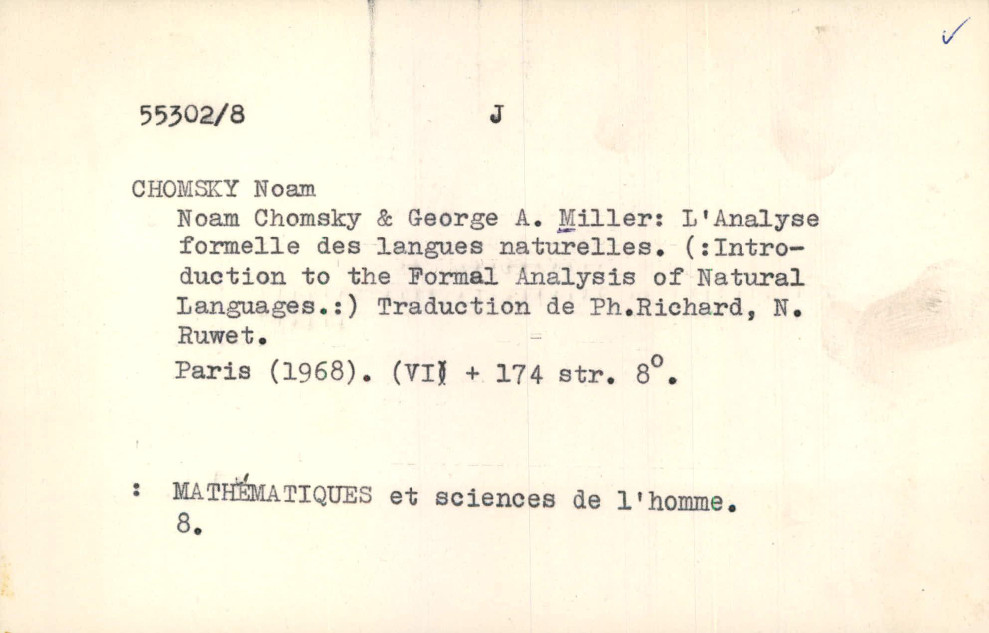 55302/8 J
CHOMSKY Noam
Noam Chomsky & George A. Miller: L'Analyse
formelle des langues naturelles. (:Intro-
duction to the Formal Analysis of Natural
Languages.:) Traduction de Ph.Richard, N.
Ruwet.
Paris (1968). (VI) + 174 str. 8º.
: MATHÉMATIQUES et sciences de l'homme.
8.